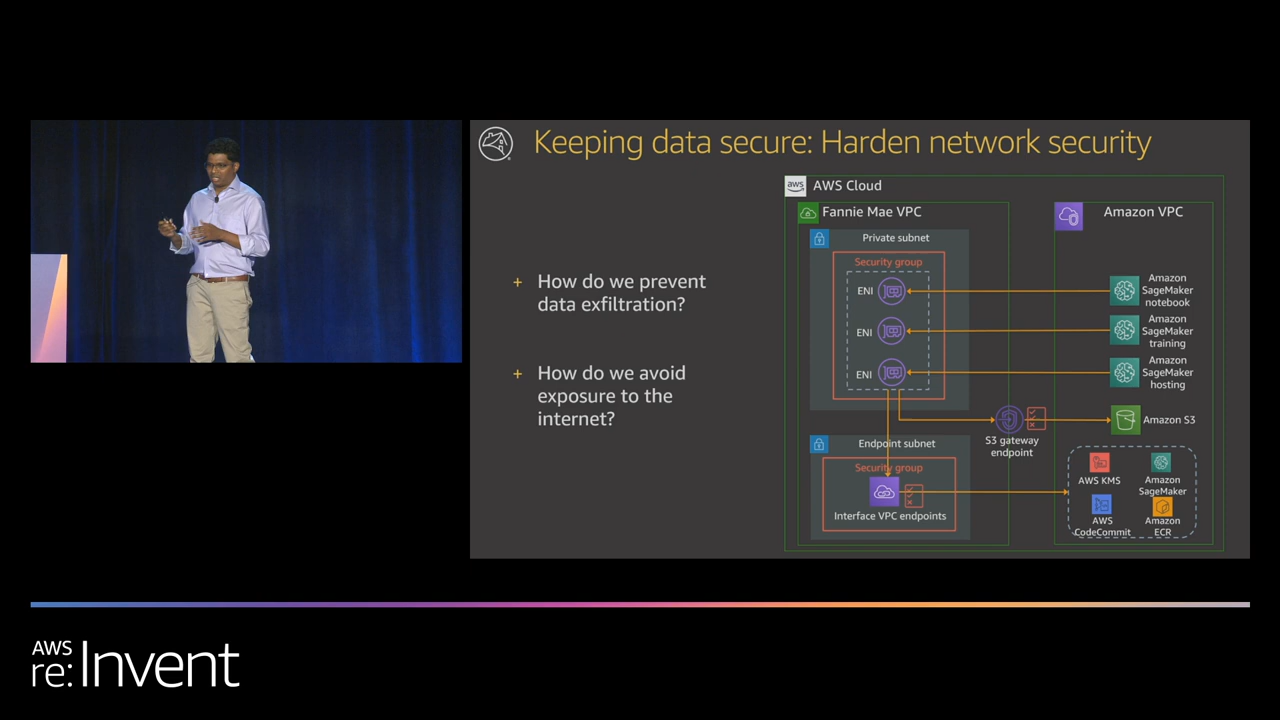 Keeping data secure: Harden network security
+ How do we prevent
data exfiltration?
+ How do we avoid
exposure to the
internet?
aws
AWS Cloud
Fannie Mae VPC
Amazon VPC
Private subnet
Security group
ENI
ENI
ENI
Amazon
SageMaker
notebook
Amazon
SageMaker
training
Amazon
SageMaker
hosting
S3 gateway
endpoint
Amazon S3
Endpoint subnet
Security group
Interface VPC endpoints
AWS KMS
Amazon
SageMaker
AWS
CodeCommit
Amazon
ECR
AWS
re:Invent